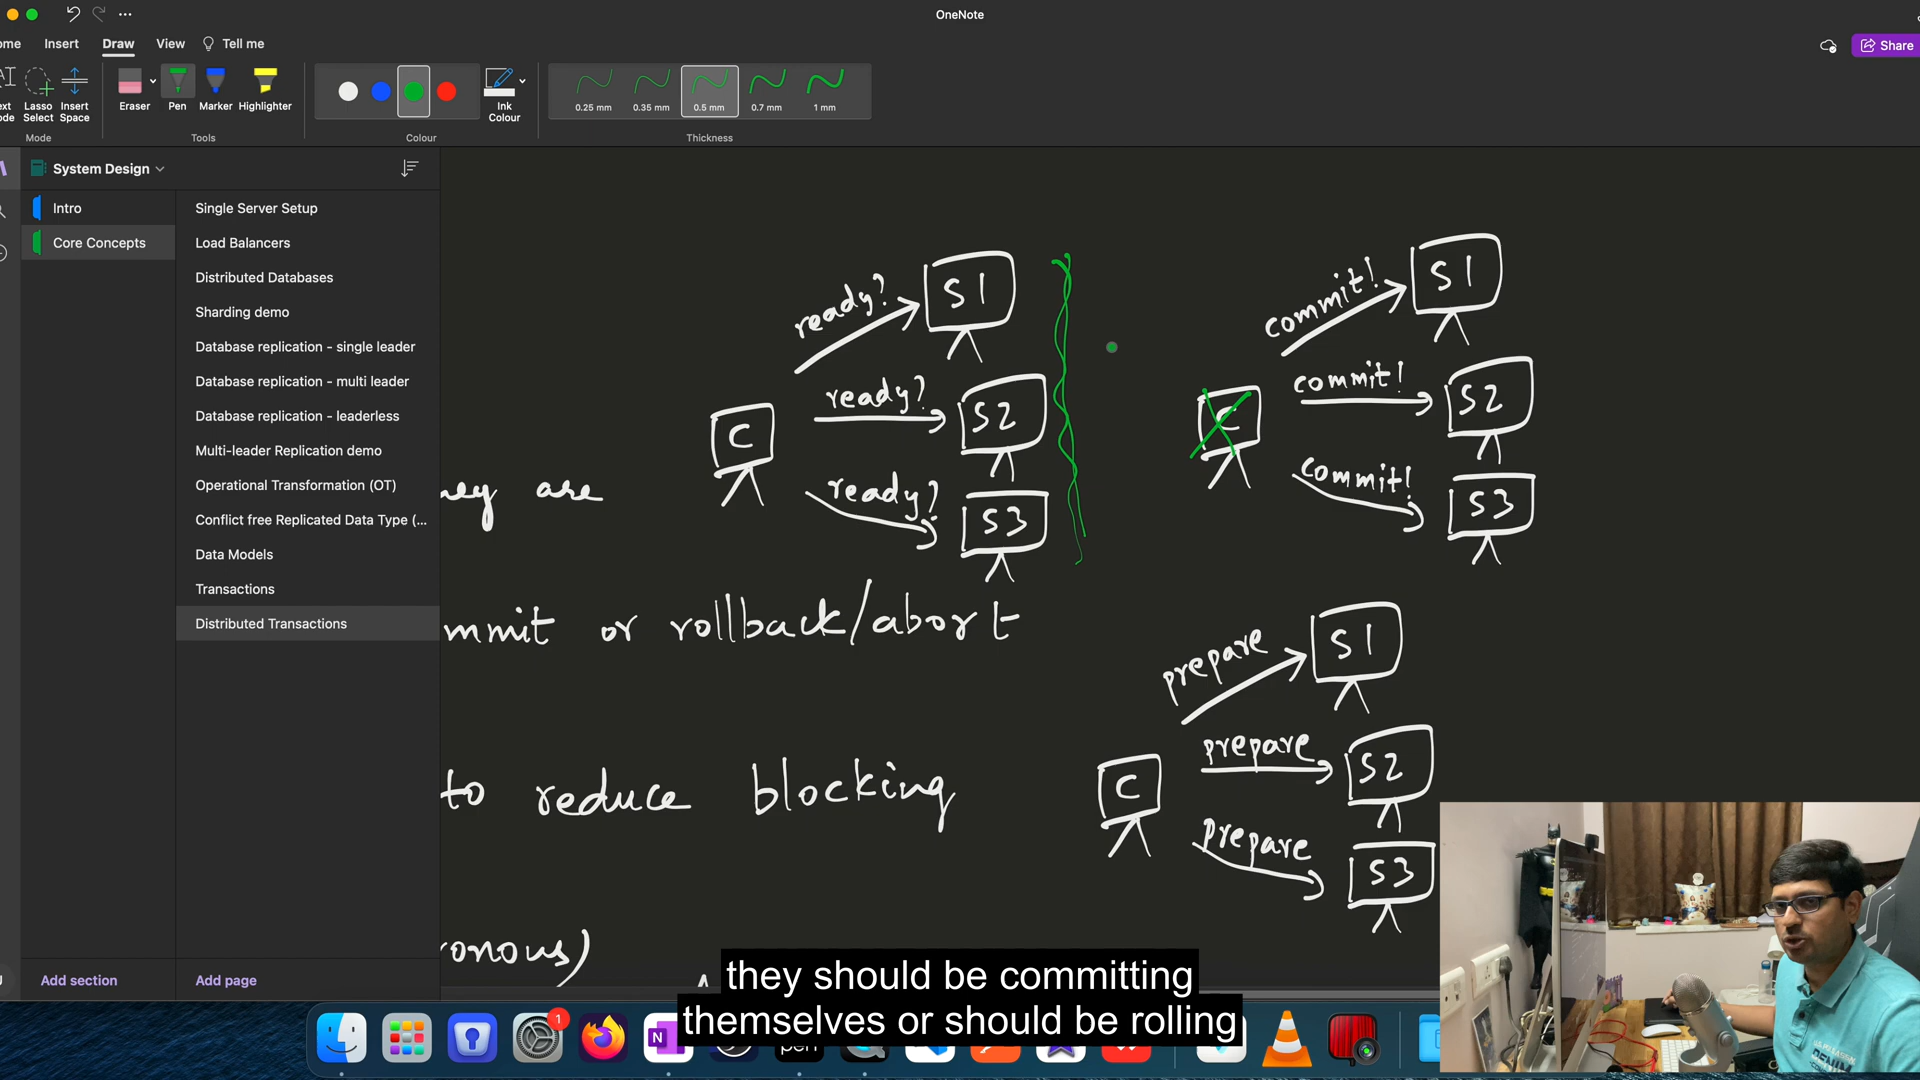 OneNote
Insert
Draw
View
Tell me
Share
Eraser
Pen
Marker
Highlighter
Lasso
Select
Insert
Space
Ink
Colour
0.25 mm
0.35 mm
0.5 mm
0.7 mm
1 mm
Mode
Tools
Colour
Thickness
System Design
Intro
Core Concepts
Single Server Setup
Load Balancers
Distributed Databases
Sharding demo
Database replication - single leader
Database replication - multi leader
Database replication - leaderless
Multi-leader Replication demo
Operational Transformation (OT)
Conflict free Replicated Data Type (...
Data Models
Transactions
Distributed Transactions
Add section
Add page
ready? S1
ready? S2
C
ready? S3
commit! S1
commit! S2
C
commit! S3
are
mmit or rollback/abort
prepare S1
prepare S2
C
prepare S3
to reduce blocking
onous)
they should be committing
themselves or should be rolling
1
N